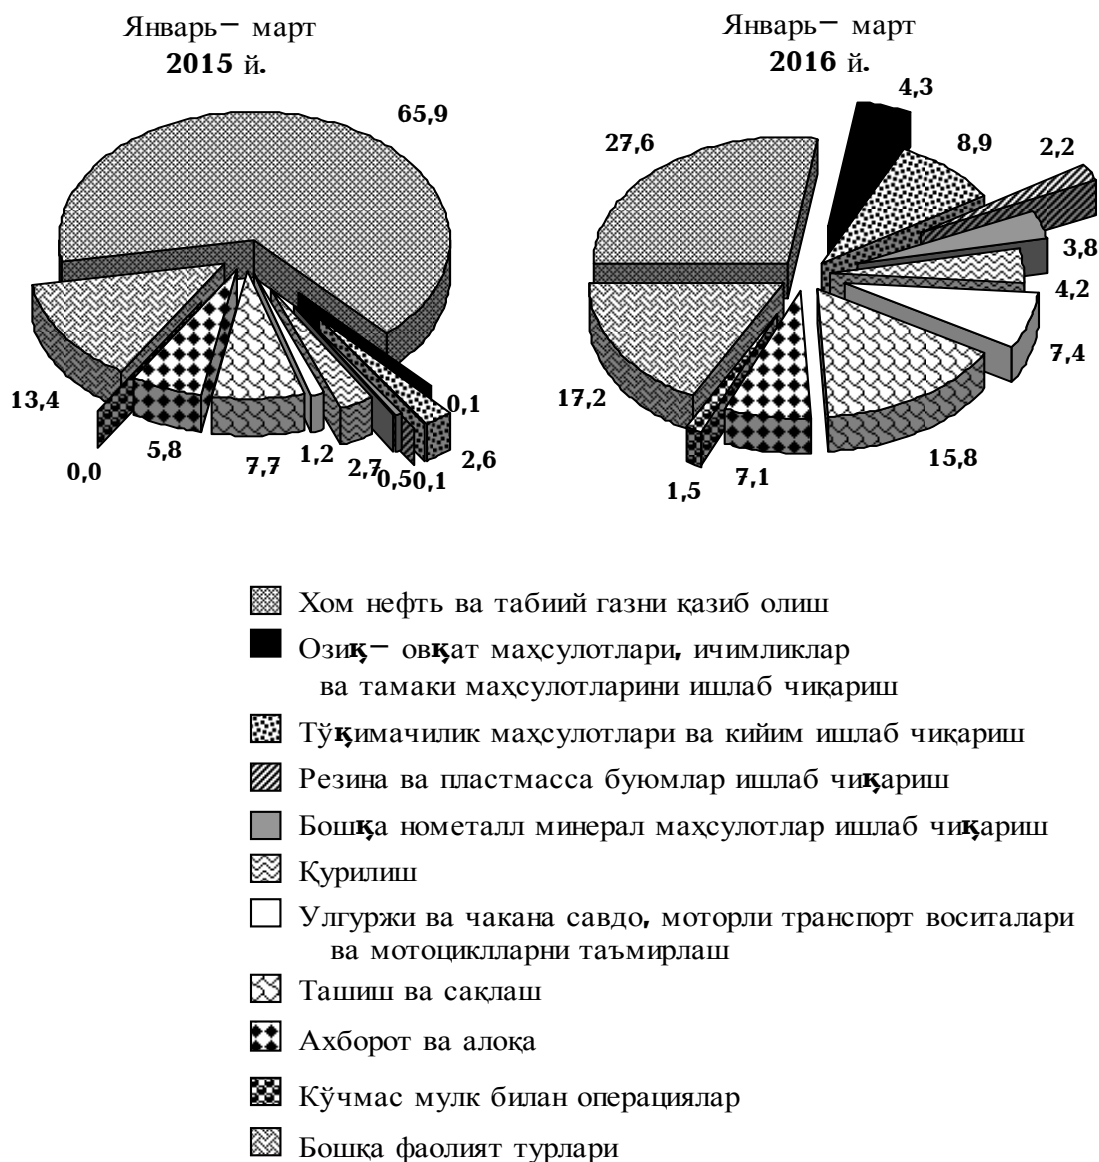 Январь– март
2015 й.
65,9
13,4
0,0
5,8
7,7
1,2
2,7
0,5
0,1
2,6
0,1
Январь– март
2016 й.
4,3
8,9
2,2
3,8
4,2
7,4
15,8
7,1
1,5
17,2
27,6
Хом нефть ва табиий газни қазиб олиш
Озиқ– овқат маҳсулотлари, ичимликлар
ва тамаки маҳсулотларини ишлаб чиқариш
Тўқимачилик маҳсулотлари ва кийим ишлаб чиқариш
Резина ва пластмасса буюмлар ишлаб чиқариш
Бошқа нометалл минерал маҳсулотлар ишлаб чиқариш
Қурилиш
Улгуржи ва чакана савдо, моторли транспорт воситалари
ва мотоциклларни таъмирлаш
Ташиш ва сақлаш
Ахборот ва алоқа
Кўчмас мулк билан операциялар
Бошқа фаолият турлари